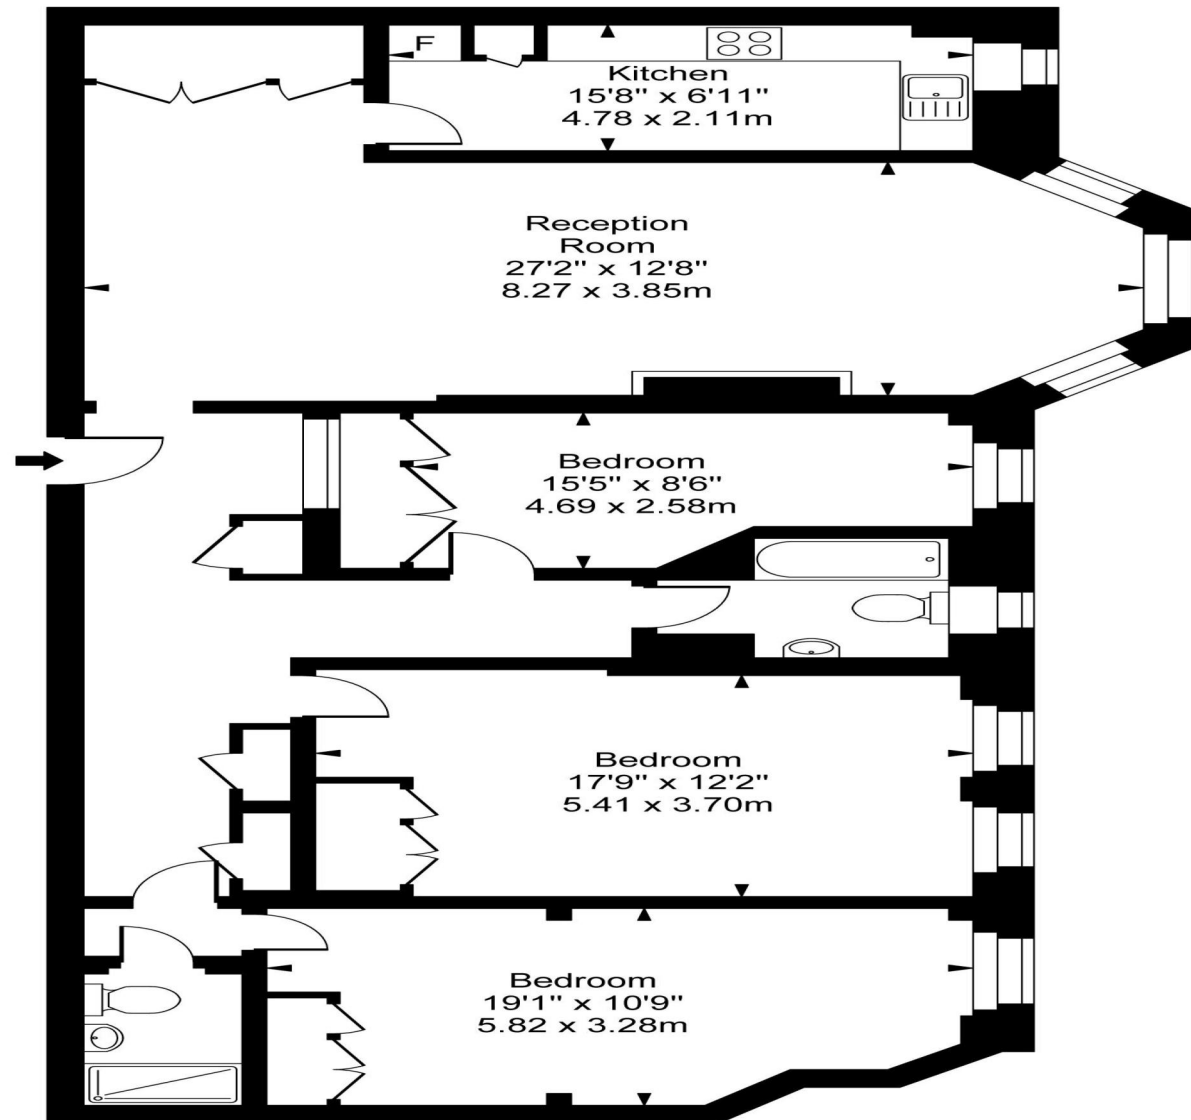 F
Kitchen
15'8" x 6'11"
4.78 x 2.11m
Reception
Room
27'2" x 12'8"
8.27 x 3.85m
Bedroom
15'5" x 8'6"
4.69 x 2.58m
Bedroom
17'9" x 12'2"
5.41 x 3.70m
Bedroom
19'1" x 10'9"
5.82 x 3.28m